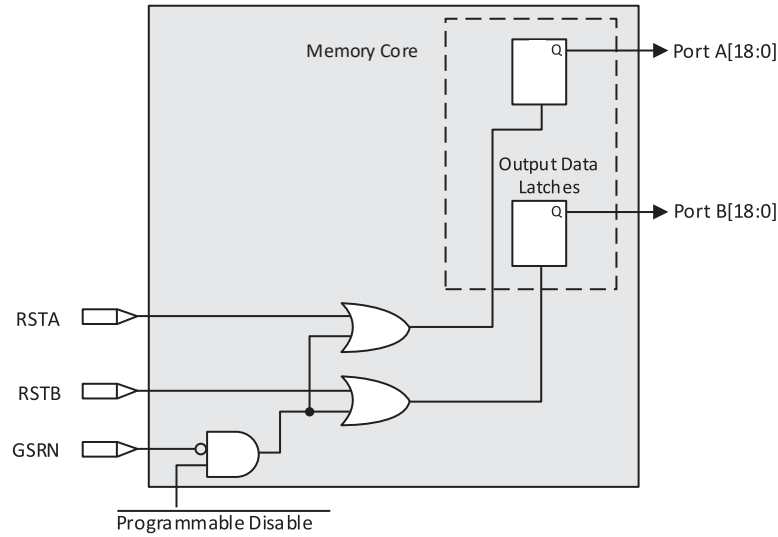 Memory Core
Q
Port A[18:0]
Output Data
Latches
Q
Port B[18:0]
RSTA
RSTB
GSRN
Programmable Disable